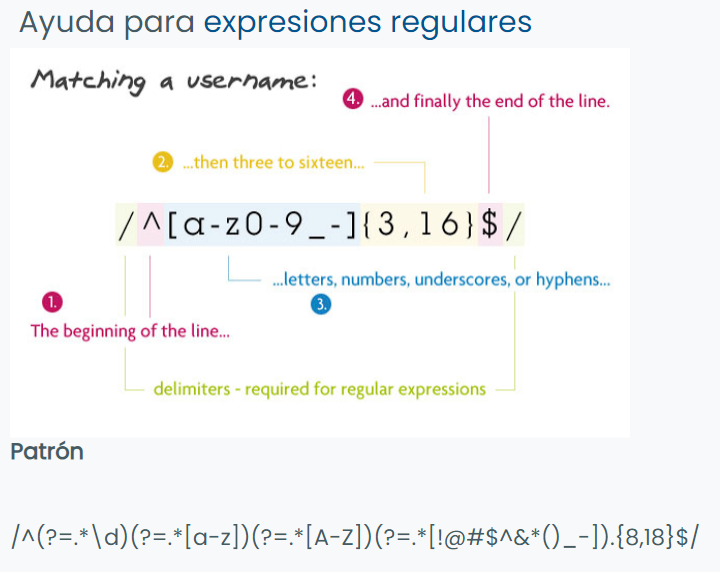 Ayuda para expresiones regulares
Matching a username:
4. ...and finally the end of the line.
2. ...then three to sixteen...
/^[a-z0-9_-]{3,16}$/
...letters, numbers, underscores, or hyphens...
1.
3.
The beginning of the line...
delimiters - required for regular expressions
Patrón
/^(?=.*\d)(?=.*[a-z])(?=.*[A-Z])(?=.*[!@#$^&*()_-]).{8,18}$/